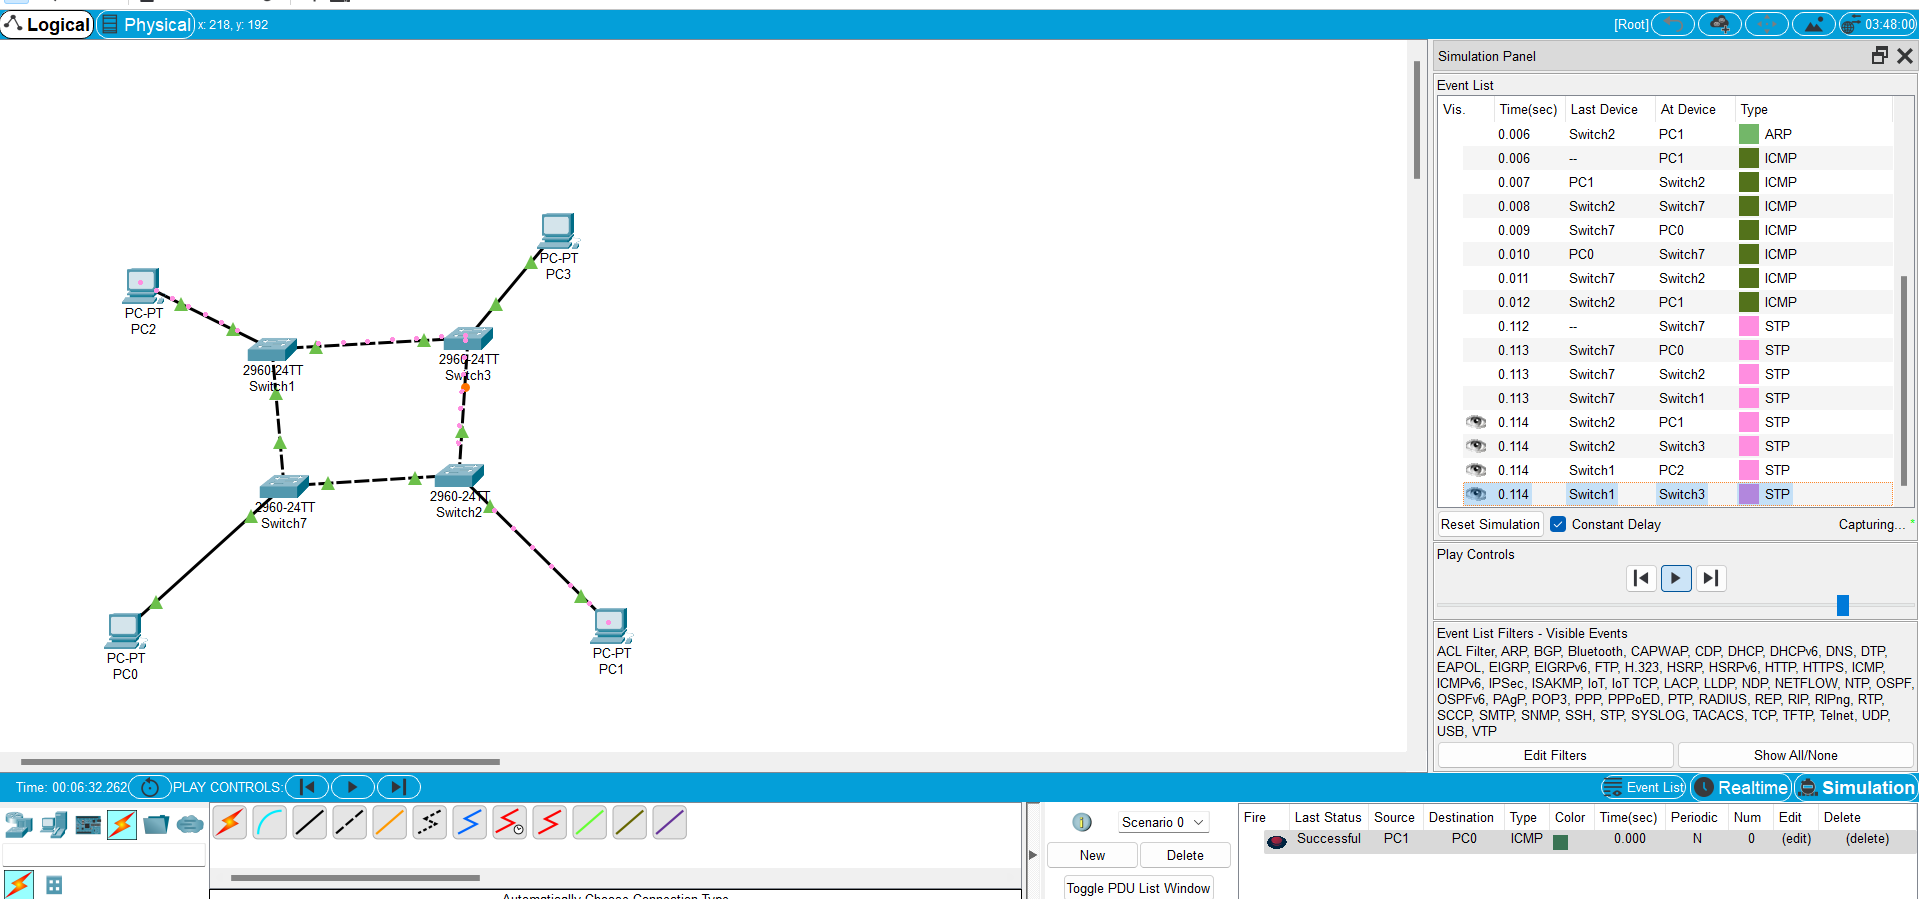 Logical Physical x: 218, y: 192 [Root] 03:48:00
Simulation Panel
Event List
Vis. Time(sec) Last Device At Device Type
0.006 Switch2 PC1 ARP
0.006 -- PC1 ICMP
0.007 PC1 Switch2 ICMP
0.008 Switch2 Switch7 ICMP
0.009 Switch7 PC0 ICMP
0.010 PC0 Switch7 ICMP
0.011 Switch7 Switch2 ICMP
0.012 Switch2 PC1 ICMP
0.112 -- Switch7 STP
0.113 Switch7 PC0 STP
0.113 Switch7 Switch2 STP
0.113 Switch7 Switch1 STP
0.114 Switch2 PC1 STP
0.114 Switch2 Switch3 STP
0.114 Switch1 PC2 STP
0.114 Switch1 Switch3 STP
Reset Simulation Constant Delay Capturing... *
Play Controls
Event List Filters - Visible Events
ACL Filter, ARP, BGP, Bluetooth, CAPWAP, CDP, DHCP, DHCPv6, DNS, DTP,
EAPOL, EIGRP, EIGRPv6, FTP, H.323, HSRP, HSRPv6, HTTP, HTTPS, ICMP,
ICMPv6, IPSec, ISAKMP, IoT, IoT TCP, LACP, LLDP, NDP, NETFLOW, NTP, OSPF,
OSPFv6, PAgP, POP3, PPP, PPPoED, PTP, RADIUS, REP, RIP, RIPng, RTP,
SCCP, SMTP, SNMP, SSH, STP, SYSLOG, TACACS, TCP, TFTP, Telnet, UDP,
USB, VTP
Edit Filters Show All/None
PC-PT
PC3
PC-PT
PC2
2960-24TT
Switch3
2960-24TT
Switch1
2960-24TT
Switch2
2960-24TT
Switch7
PC-PT
PC1
PC-PT
PC0
Time: 00:06:32.262 PLAY CONTROLS: Event List Realtime Simulation
Scenario 0
New Delete
Toggle PDU List Window
Fire Last Status Source Destination Type Color Time(sec) Periodic Num Edit Delete
Successful PC1 PC0 ICMP 0.000 N 0 (edit) (delete)
Automatically Choose Connection Type